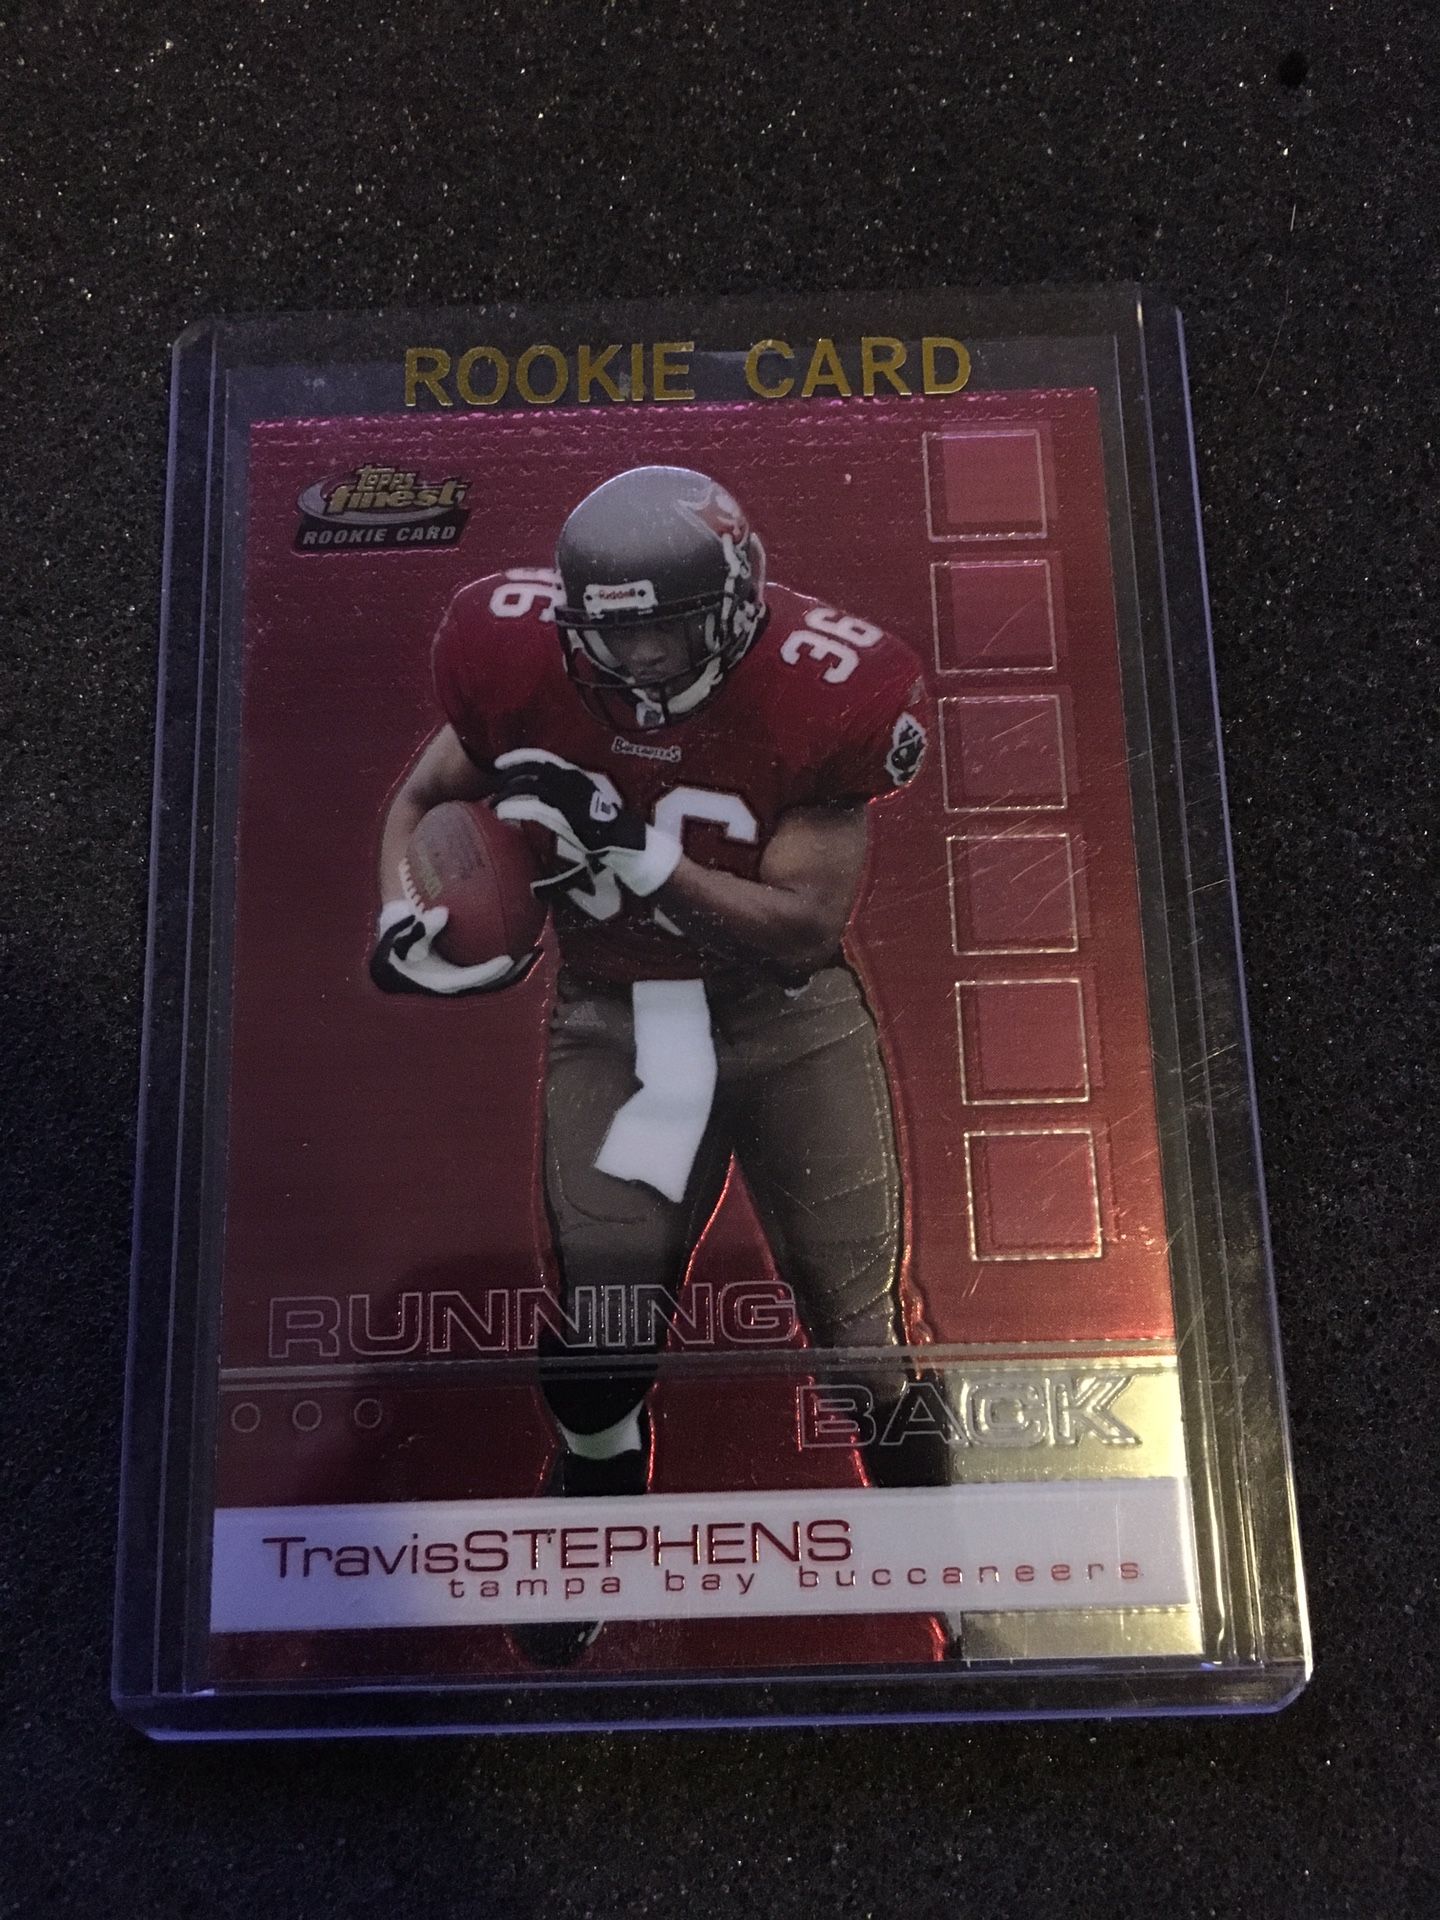 ROOKIE CARD
TOPPS
finest
ROOKIE CARD
Riddell
36
BUCCANEERS
RUNNING
BACK
TravisSTEPHENS
tampa bay buccaneers